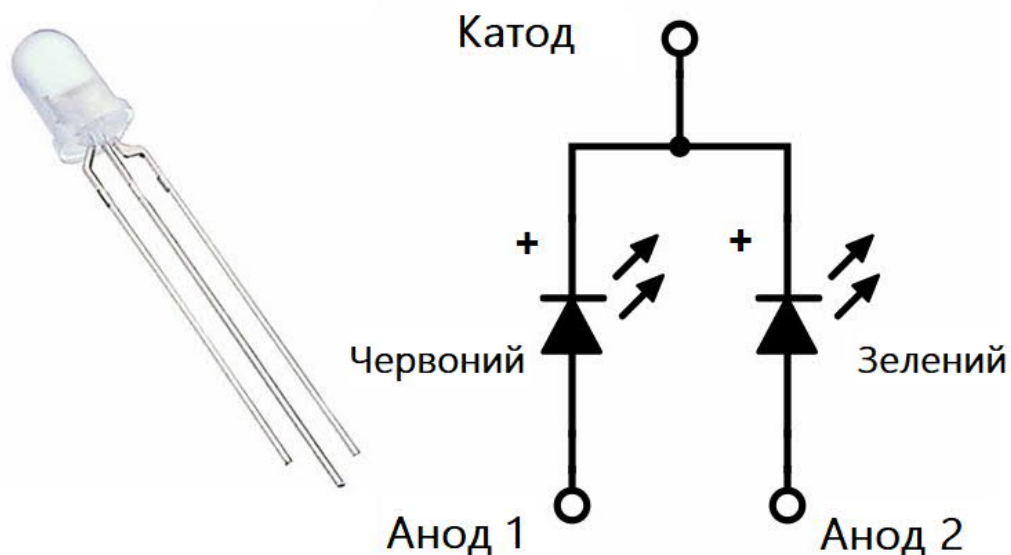 Катод
+
+
Червоний
Зелений
Анод 1
Анод 2